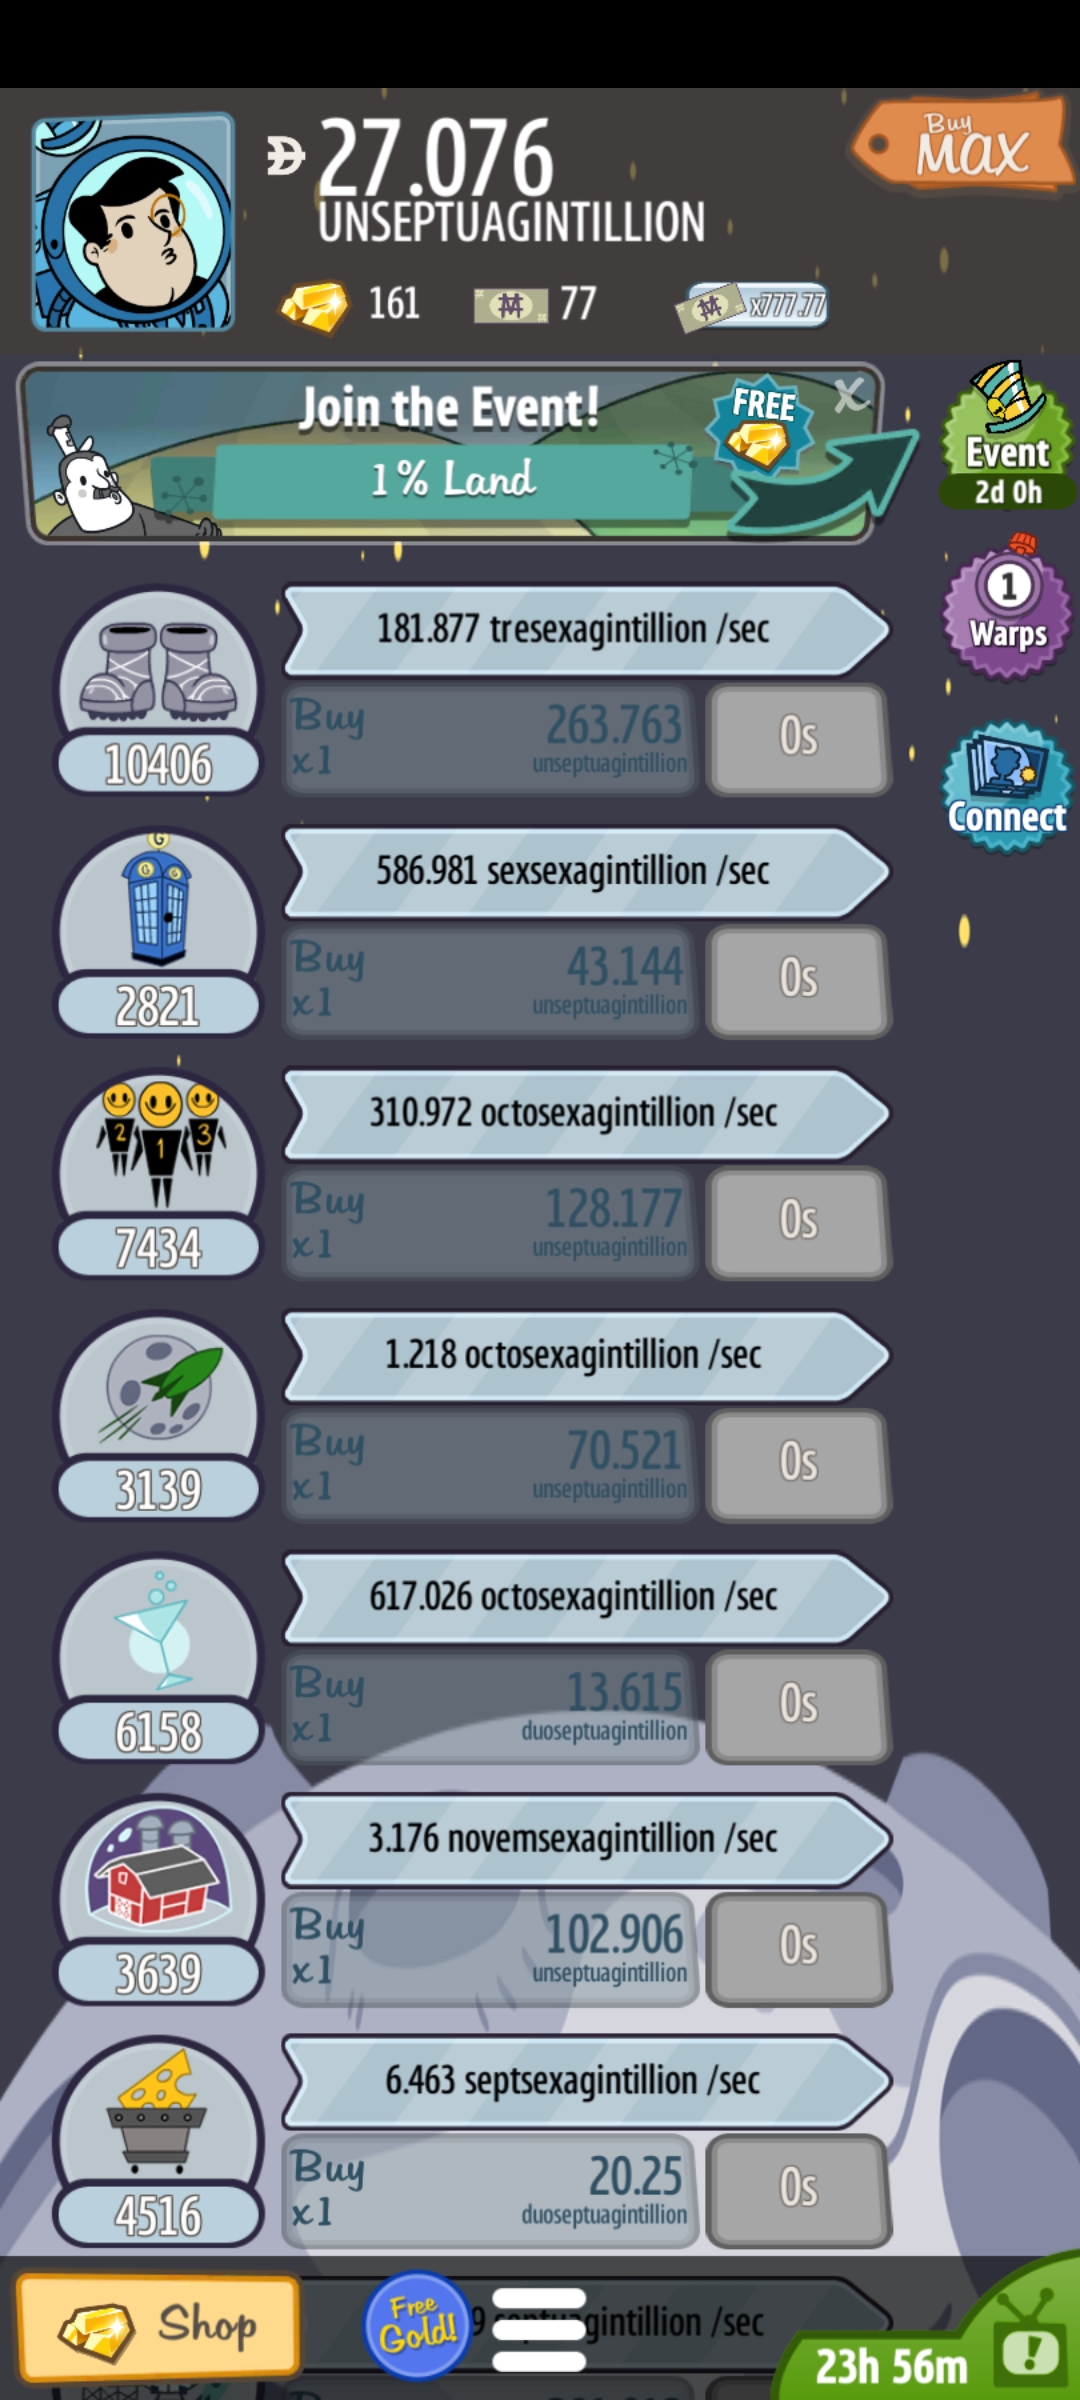 27.076
UNSEPTUAGINTILLION
Buy
MAX
161
77
x777.77
Join the Event!
1% Land
FREE
X
Event
2d 0h
1
Warps
Connect
181.877 tresexagintillion /sec
Buy
x1
263.763
unseptuagintillion
0s
10406
586.981 sexsexagintillion /sec
Buy
x1
43.144
unseptuagintillion
0s
G
G
G
2821
310.972 octosexagintillion /sec
Buy
x1
128.177
unseptuagintillion
0s
2
1
3
7434
1.218 octosexagintillion /sec
Buy
x1
70.521
unseptuagintillion
0s
3139
617.026 octosexagintillion /sec
Buy
x1
13.615
duoseptuagintillion
0s
6158
3.176 novemsexagintillion /sec
Buy
x1
102.906
unseptuagintillion
0s
3639
6.463 septsexagintillion /sec
Buy
x1
20.25
duoseptuagintillion
0s
4516
Shop
Free
Gold!
/sec
23h 56m
!